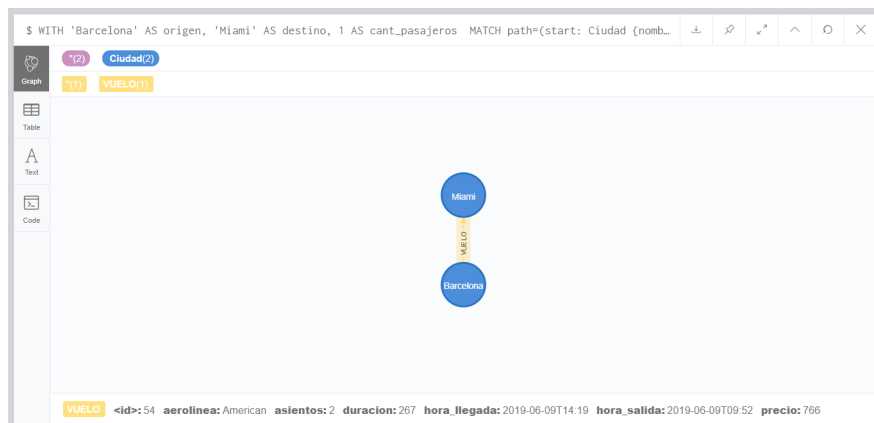 $ WITH 'Barcelona' AS origen, 'Miami' AS destino, 1 AS cant_pasajeros MATCH path=(start: Ciudad {nomb…
*(2) Ciudad(2)
Graph
*(1) VUELO(1)
Table
Text
Code
Miami
VUELO
Barcelona
VUELO <id>: 54 aerolinea: American asientos: 2 duracion: 267 hora_llegada: 2019-06-09T14:19 hora_salida: 2019-06-09T09:52 precio: 766